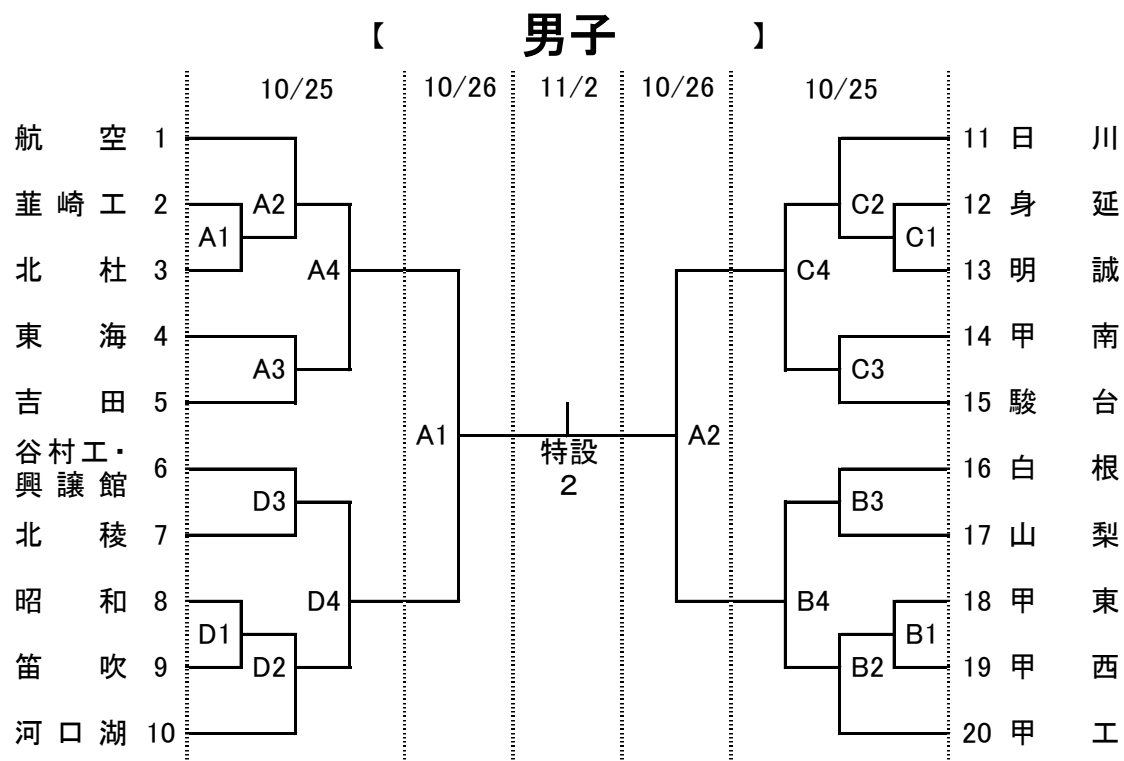 【 男子 】
10/25 10/26 11/2 10/26 10/25
航空 1
韮崎工 2
北杜 3
東海 4
吉田 5
谷村工・
興譲館 6
北稜 7
昭和 8
笛吹 9
河口湖 10
A1
A2
A3
A4
D3
D1
D2
D4
A1
特設
2
A2
C4
C2
C1
C3
B3
B4
B1
B2
11 日川
12 身延
13 明誠
14 甲南
15 駿台
16 白根
17 山梨
18 甲東
19 甲西
20 甲工